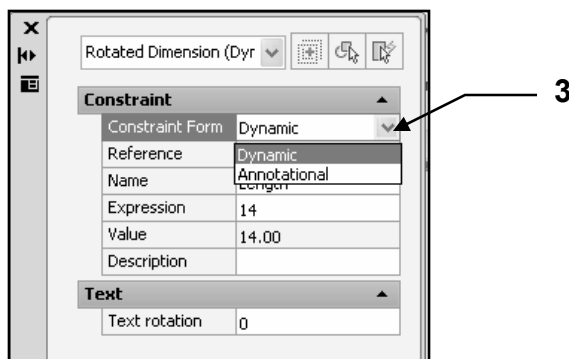 Rotated Dimension (Dyr
3
Constraint
Constraint Form Dynamic
Reference Dynamic
Annotational
Name Length
Expression 14
Value 14.00
Description
Text
Text rotation 0